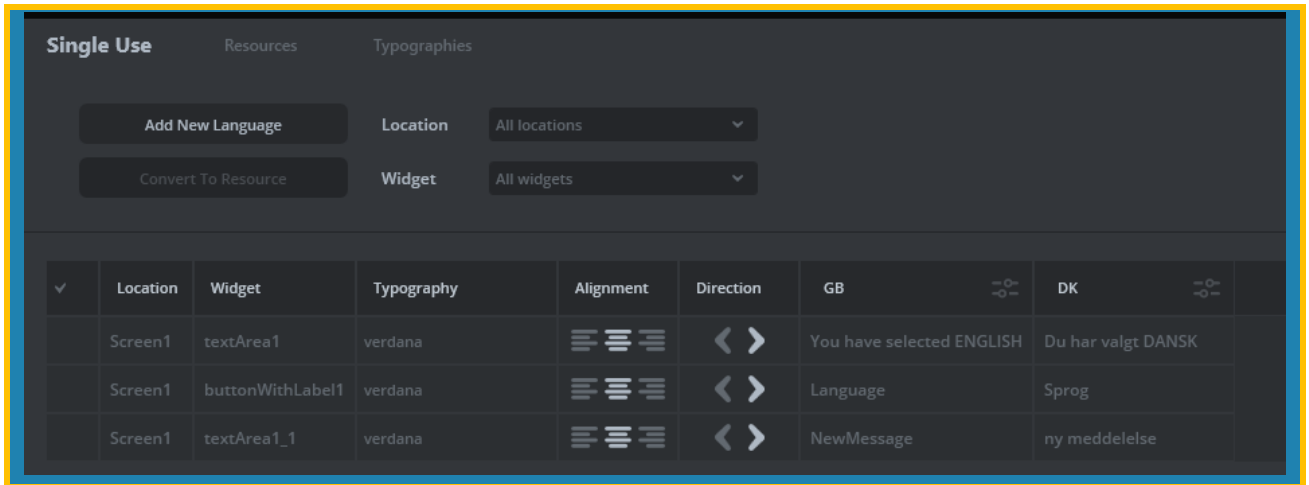 Single Use Resources Typographies
Add New Language Location All locations
Convert To Resource Widget All widgets
Location Widget Typography Alignment Direction GB DK
Screen1 textArea1 verdana You have selected ENGLISH Du har valgt DANSK
Screen1 buttonWithLabel1 verdana Language Sprog
Screen1 textArea1_1 verdana NewMessage ny meddelelse